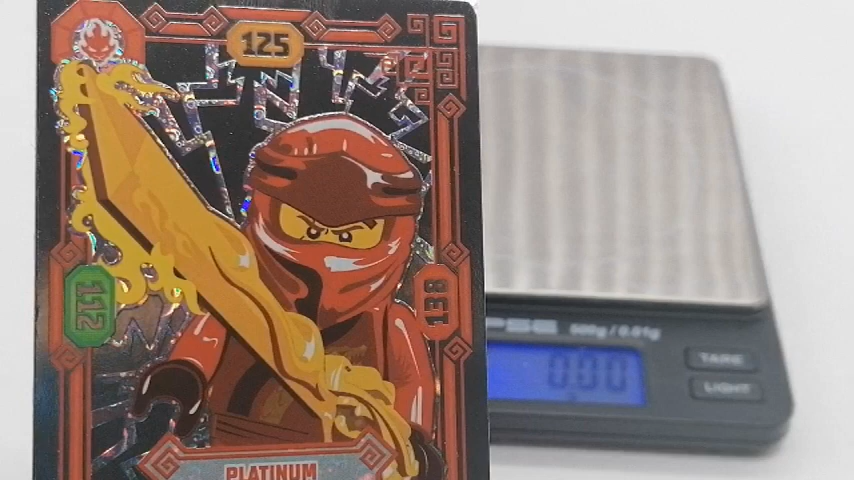 125
112
138
PLATINUM
500g / 0.01g
0.00
TARE
LIGHT